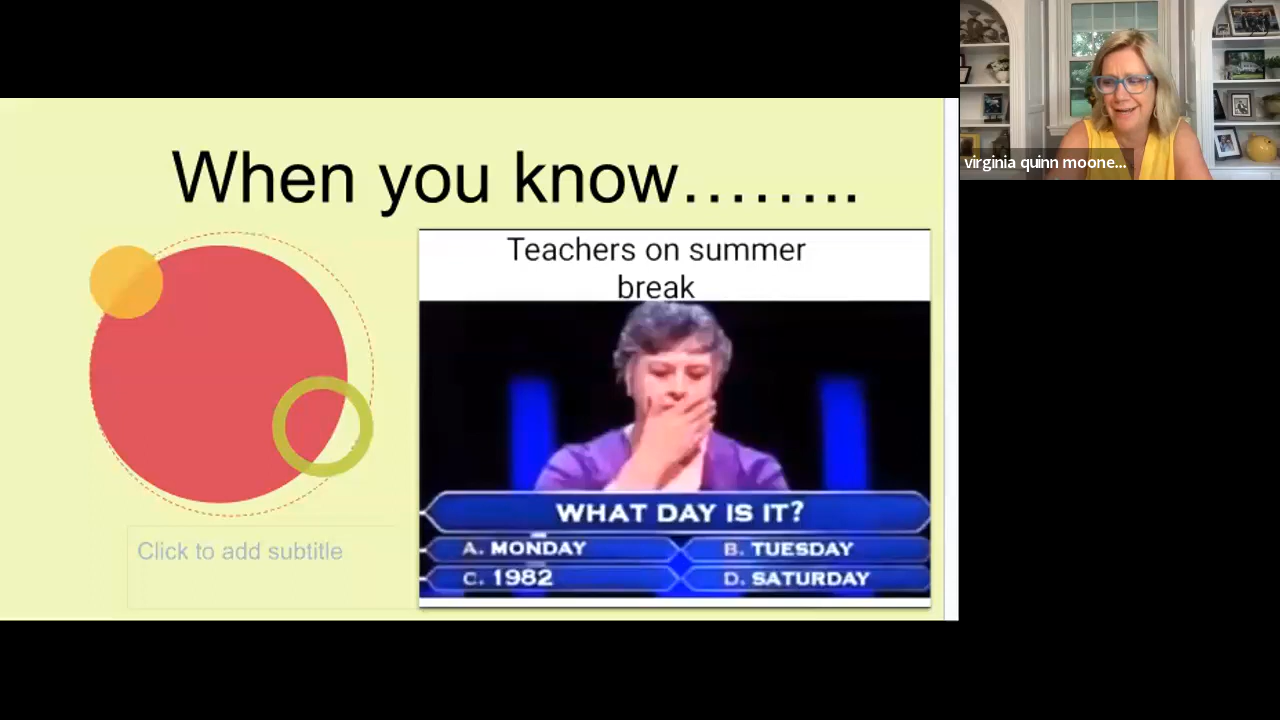 When you know……..
Teachers on summer
break
WHAT DAY IS IT?
A. MONDAY
B. TUESDAY
C. 1982
D. SATURDAY
Click to add subtitle
virginia quinn moone...